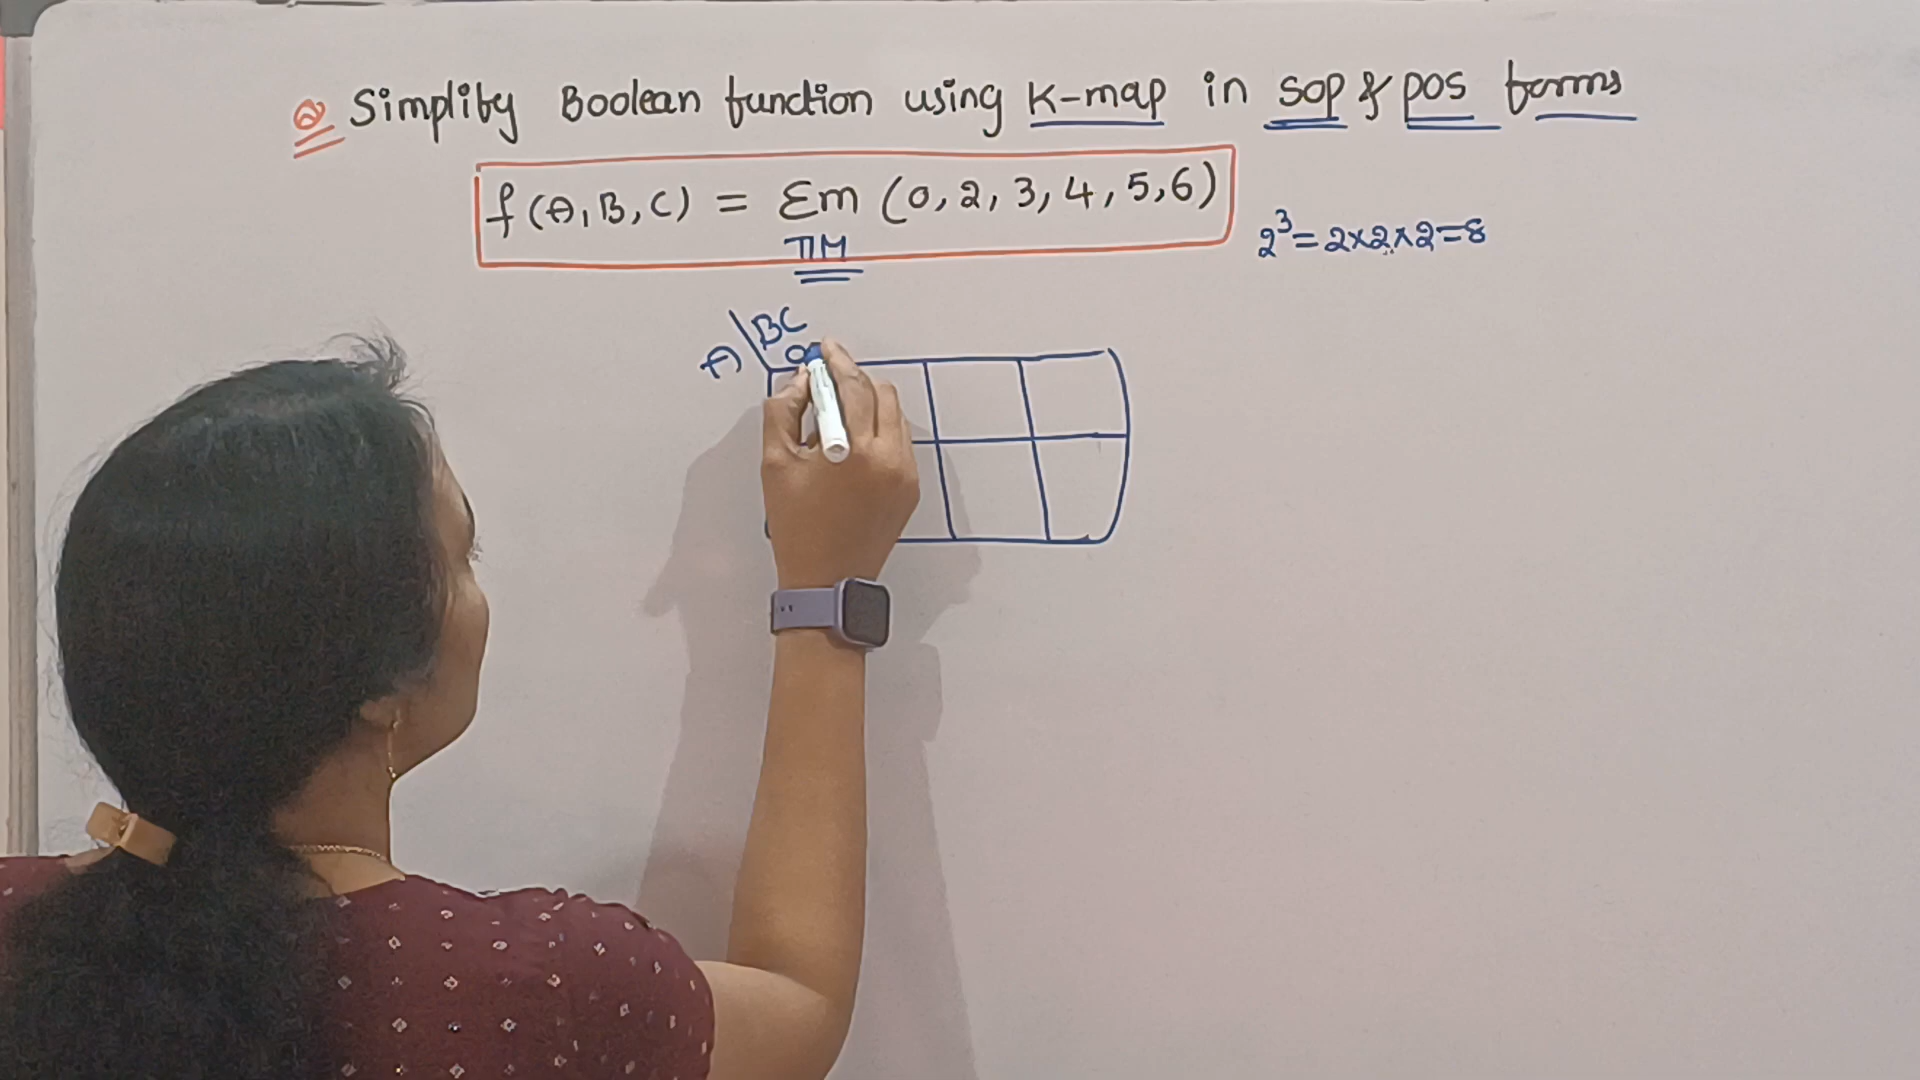 Q Simplify Boolean function using K-map in SOP & POS forms
f(A,B,C) = Σm (0,2,3,4,5,6)
πM
2³=2×2×2=8
BC
A
0